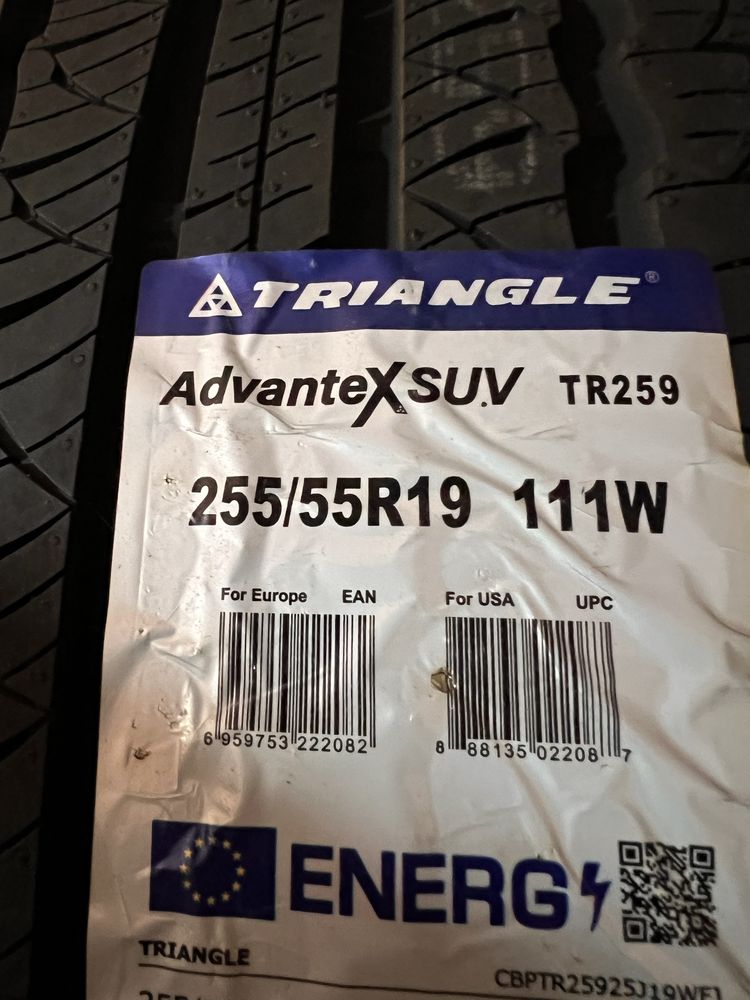 TRIANGLE®
AdvanteX SUV TR259
255/55R19 111W
For Europe EAN For USA UPC
6 959753 222082 8 88135 02208 7
ENERG
TRIANGLE
CBPTR25925J19WFJ